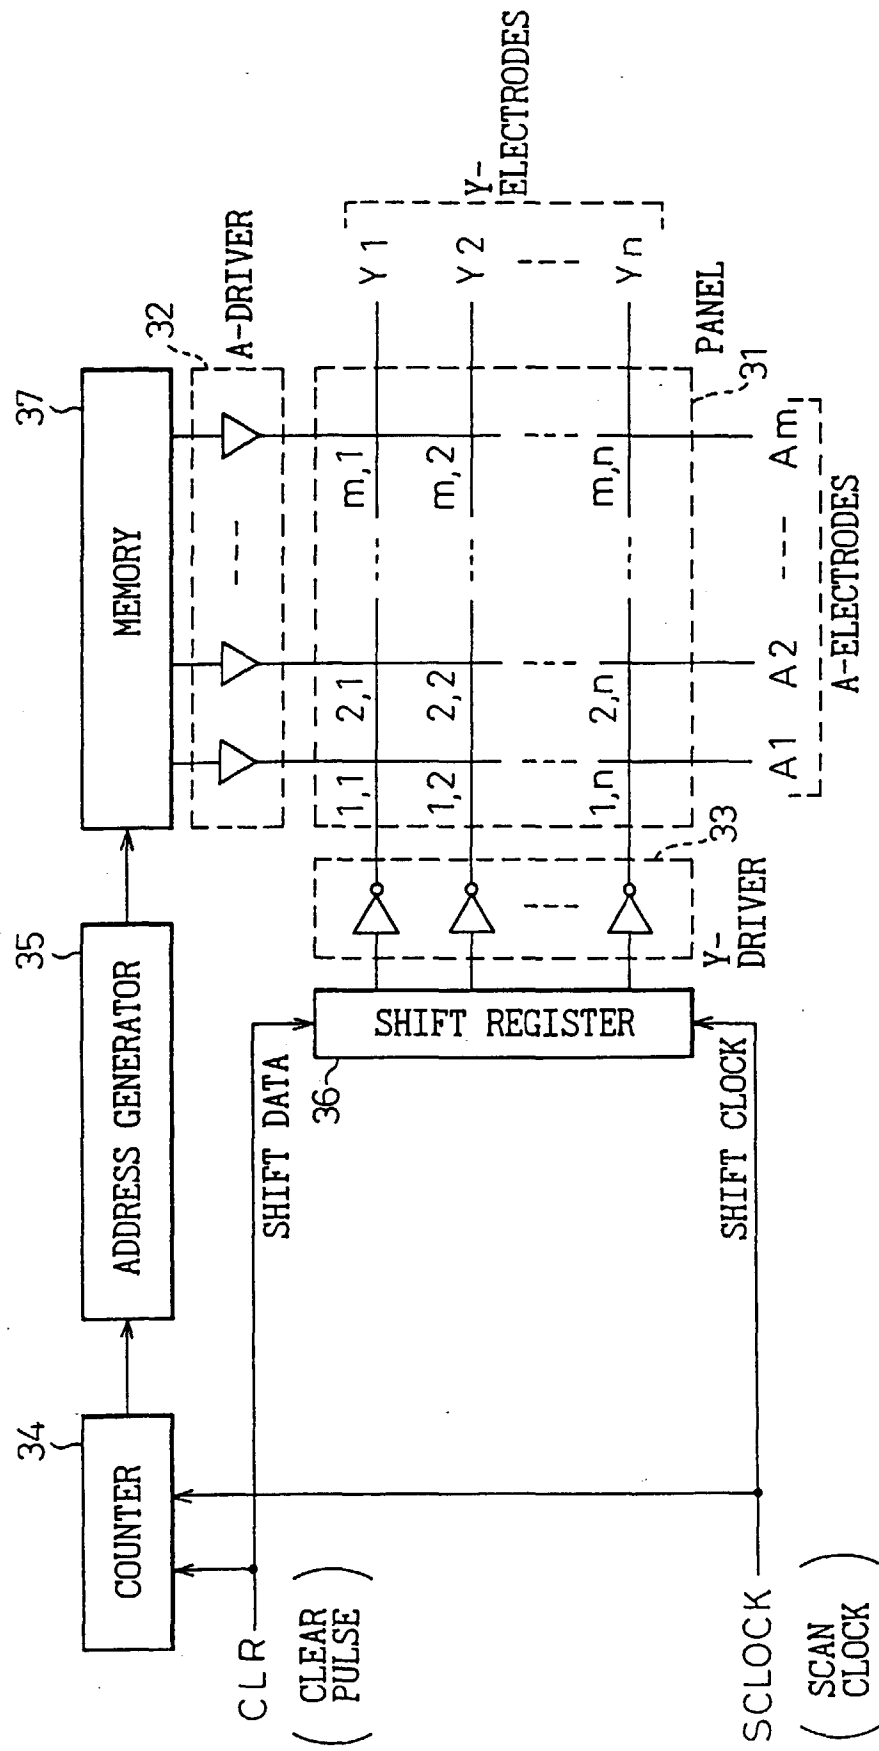 34
COUNTER
35
ADDRESS GENERATOR
37
MEMORY
32
A-DRIVER
CLR
( CLEAR
PULSE )
SHIFT DATA
36
SHIFT REGISTER
SCLOCK
( SCAN
CLOCK )
SHIFT CLOCK
Y-
DRIVER
33
1,1
2,1
m,1
1,2
2,2
m,2
1,n
2,n
m,n
Y1
Y2
Yn
Y-
ELECTRODES
PANEL
31
A1
A2
Am
A-ELECTRODES